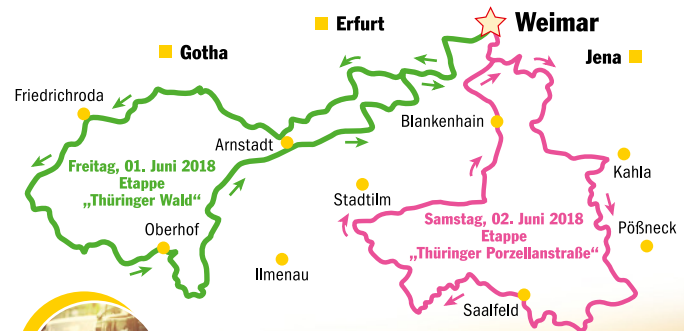 Weimar
Erfurt
Gotha
Jena
Friedrichroda
Arnstadt
Blankenhain
Kahla
Freitag, 01. Juni 2018
Etappe
„Thüringer Wald“
Stadtilm
Oberhof
Samstag, 02. Juni 2018
Etappe
„Thüringer Porzellanstraße“
Pößneck
Ilmenau
Saalfeld